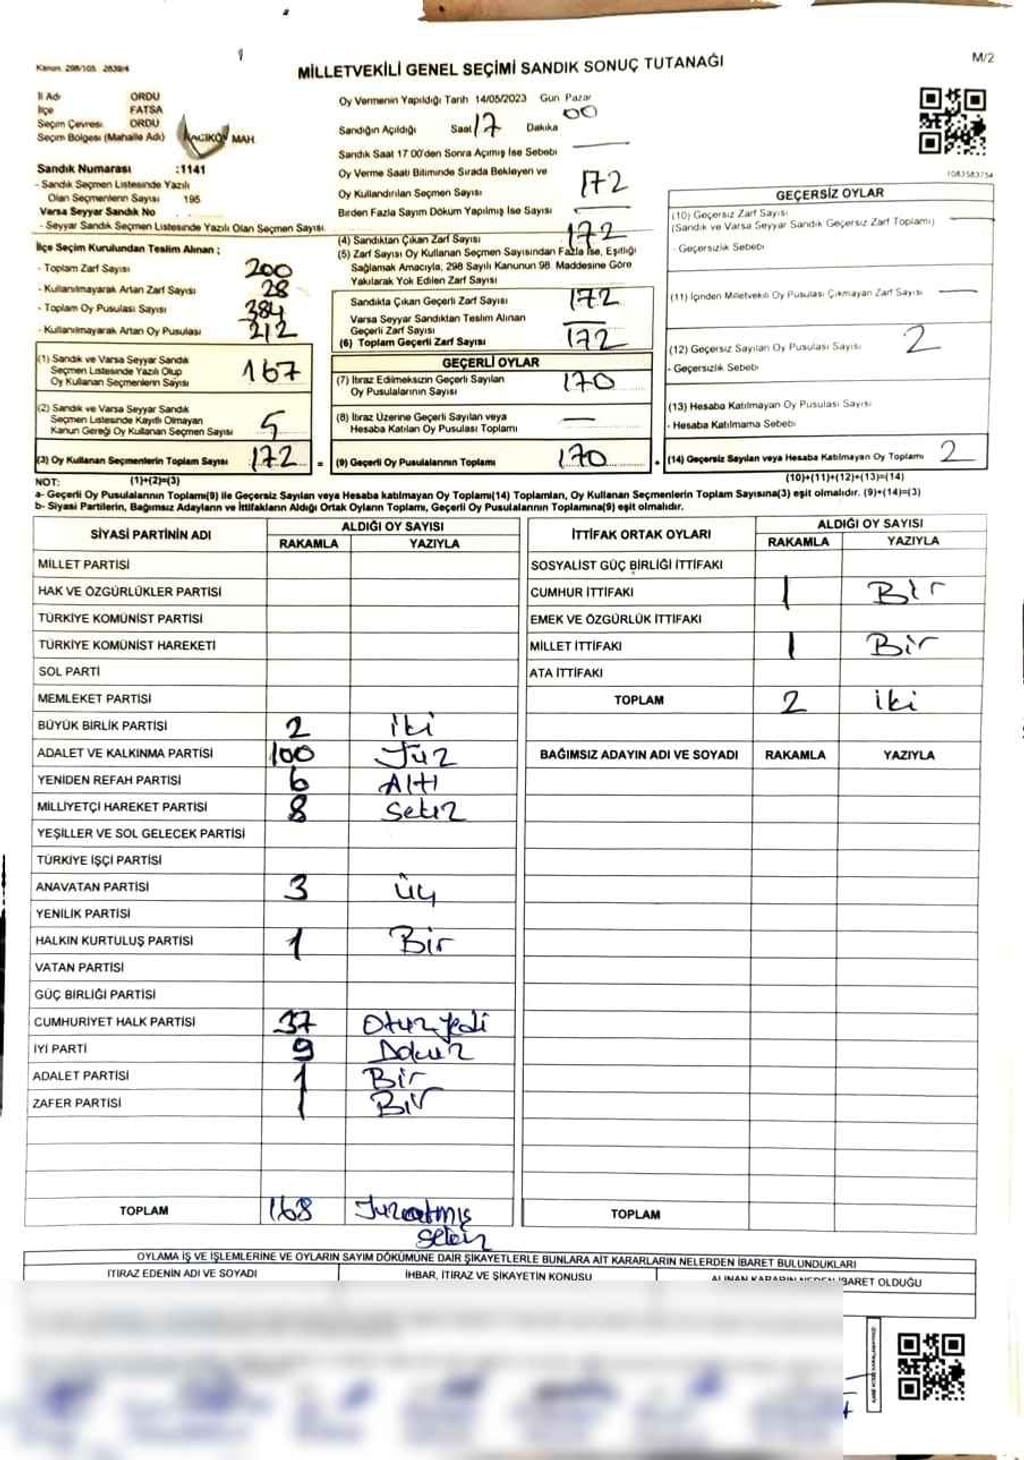 Kanun. 298/105 2839/4
MİLLETVEKİLİ GENEL SEÇİMİ SANDIK SONUÇ TUTANAĞI
M/2
İl Adı ORDU
İlçe FATSA
Seçim Çevresi ORDU
Seçim Bölgesi (Mahalle Adı) MAH
Sandık Numarası :1141
- Sandık Seçmen Listesinde Yazılı
Olan Seçmenlerin Sayısı 195
Varsa Seyyar Sandık No
- Seyyar Sandık Seçmen Listesinde Yazılı Olan Seçmen Sayısı.
İlçe Seçim Kurulundan Teslim Alınan ;
- Toplam Zarf Sayısı 200
- Kullanılmayarak Artan Zarf Sayısı 28
- Toplam Oy Pusulası Sayısı 384
- Kullanılmayarak Artan Oy Pusulası 212
(1) Sandık ve Varsa Seyyar Sandık
Seçmen Listesinde Yazılı Olup
Oy Kullanan Seçmenlerin Sayısı 167
(2) Sandık ve Varsa Seyyar Sandık
Seçmen Listesinde Kayıtlı Olmayan
Kanun Gereği Oy Kullanan Seçmen Sayısı 5
(3) Oy Kullanan Seçmenlerin Toplam Sayısı 172 =
(1)+(2)=(3)
Oy Vermenin Yapıldığı Tarih 14/05/2023 Gün Pazar
Sandığın Açıldığı Saat 17 Dakika 00
Sandık Saat 17 00'den Sonra Açımış İse Sebebi
Oy Verme Saati Bitiminde Sırada Bekleyen ve
Oy Kullandırılan Seçmen Sayısı 172
Birden Fazla Sayım Döküm Yapılmış İse Sayısı
(4) Sandıktan Çıkan Zarf Sayısı 172
(5) Zarf Sayısı Oy Kullanan Seçmen Sayısından Fazla İse, Eşitliği
Sağlamak Amacıyla, 298 Sayılı Kanunun 98 Maddesine Göre
Yakılarak Yok Edilen Zarf Sayısı
Sandıkta Çıkan Geçerli Zarf Sayısı 172
Varsa Seyyar Sandıktan Teslim Alınan
Geçerli Zarf Sayısı
(6) Toplam Geçerli Zarf Sayısı 172
GEÇERLİ OYLAR
(7) İtiraz Edilmeksizin Geçerli Sayılan
Oy Pusulalarının Sayısı 170
(8) İtiraz Üzerine Geçerli Sayılan veya
Hesaba Katılan Oy Pusulası Toplamı
(9) Geçerli Oy Pusulalarının Toplamı 170 +
1083583754
GEÇERSİZ OYLAR
(10) Geçersiz Zarf Sayısı
(Sandık ve Varsa Seyyar Sandık Geçersiz Zarf Toplamı)
- Geçersizlik Sebebi
(11) İçinden Milletvekili Oy Pusulası Çıkmayan Zarf Sayısı
(12) Geçersiz Sayılan Oy Pusulası Sayısı 2
- Geçersizlik Sebebi
(13) Hesaba Katılmayan Oy Pusulası Sayısı
- Hesaba Katılmama Sebebi
(14) Geçersiz Sayılan veya Hesaba Katılmayan Oy Toplamı 2
(10)+(11)+(12)+(13)=(14)
NOT:
a- Geçerli Oy Pusulalarının Toplamı(9) ile Geçersiz Sayılan veya Hesaba katılmayan Oy Toplamı(14) Toplamları, Oy Kullanan Seçmenlerin Toplam Sayısına(3) eşit olmalıdır. (9)+(14)=(3)
b- Siyasi Partilerin, Bağımsız Adayların ve İttifakların Aldığı Ortak Oyların Toplamı, Geçerli Oy Pusulalarının Toplamına(9) eşit olmalıdır.
SİYASİ PARTİNİN ADI ALDIĞI OY SAYISI
RAKAMLA YAZIYLA
MİLLET PARTİSİ
HAK VE ÖZGÜRLÜKLER PARTİSİ
TÜRKİYE KOMÜNİST PARTİSİ
TÜRKİYE KOMÜNİST HAREKETİ
SOL PARTİ
MEMLEKET PARTİSİ
BÜYÜK BİRLİK PARTİSİ 2 iki
ADALET VE KALKINMA PARTİSİ 100 Yüz
YENİDEN REFAH PARTİSİ 6 Altı
MİLLİYETÇİ HAREKET PARTİSİ 8 Sekiz
YEŞİLLER VE SOL GELECEK PARTİSİ
TÜRKİYE İŞÇİ PARTİSİ
ANAVATAN PARTİSİ 3 üç
YENİLİK PARTİSİ
HALKIN KURTULUŞ PARTİSİ 1 Bir
VATAN PARTİSİ
GÜÇ BİRLİĞİ PARTİSİ
CUMHURİYET HALK PARTİSİ 37 Otuzyedi
İYİ PARTİ 9 Dokuz
ADALET PARTİSİ 1 Bir
ZAFER PARTİSİ 1 Bir
TOPLAM 168 Yüzaltmış
sekiz
İTTİFAK ORTAK OYLARI ALDIĞI OY SAYISI
RAKAMLA YAZIYLA
SOSYALİST GÜÇ BİRLİĞİ İTTİFAKI
CUMHUR İTTİFAKI 1 Bir
EMEK VE ÖZGÜRLÜK İTTİFAKI
MİLLET İTTİFAKI 1 Bir
ATA İTTİFAKI
TOPLAM 2 iki
BAĞIMSIZ ADAYIN ADI VE SOYADI RAKAMLA YAZIYLA
TOPLAM
OYLAMA İŞ VE İŞLEMLERİNE VE OYLARIN SAYIM DÖKÜMÜNE DAİR ŞİKAYETLERLE BUNLARA AİT KARARLARIN NELERDEN İBARET BULUNDUKLARI
İTİRAZ EDENİN ADI VE SOYADI İHBAR, İTİRAZ VE ŞİKAYETİN KONUSU ALINAN KARARIN NEDEN İBARET OLDUĞU